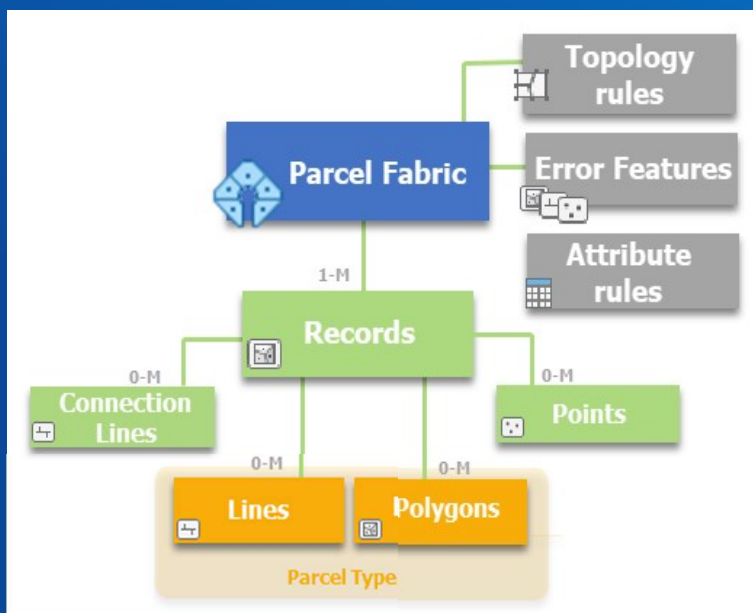 Topology
rules
Parcel Fabric
Error Features
Attribute
rules
1-M
Records
0-M
0-M
Connection
Lines
Points
0-M
0-M
Lines
Polygons
Parcel Type